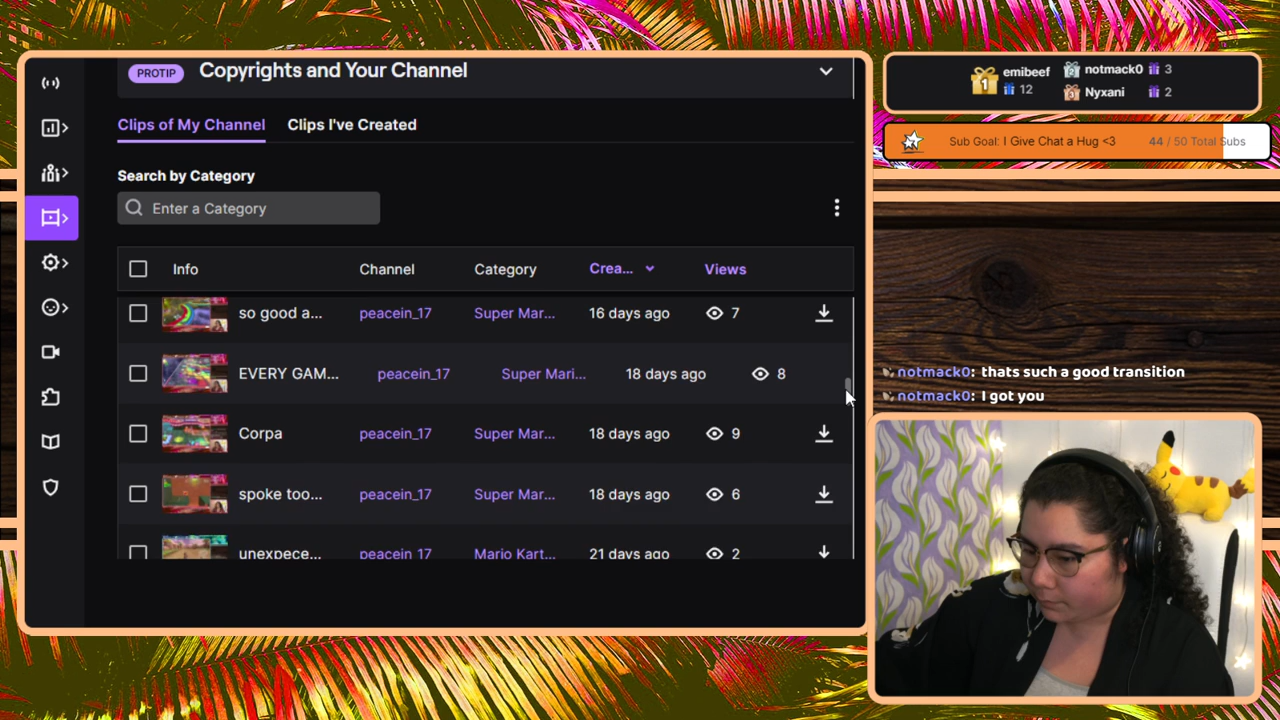 PROTIP Copyrights and Your Channel
Clips of My Channel Clips I've Created
Search by Category
Enter a Category
Info Channel Category Crea... Views
so good a... peacein_17 Super Mar... 16 days ago 7
EVERY GAM... peacein_17 Super Mari... 18 days ago 8
Corpa peacein_17 Super Mar... 18 days ago 9
spoke too... peacein_17 Super Mar... 18 days ago 6
unexpece... peacein_17 Mario Kart... 21 days ago 2
1 emibeef 12
notmack0 3
Nyxani 2
Sub Goal: I Give Chat a Hug <3 44 / 50 Total Subs
notmack0: thats such a good transition
notmack0: I got you